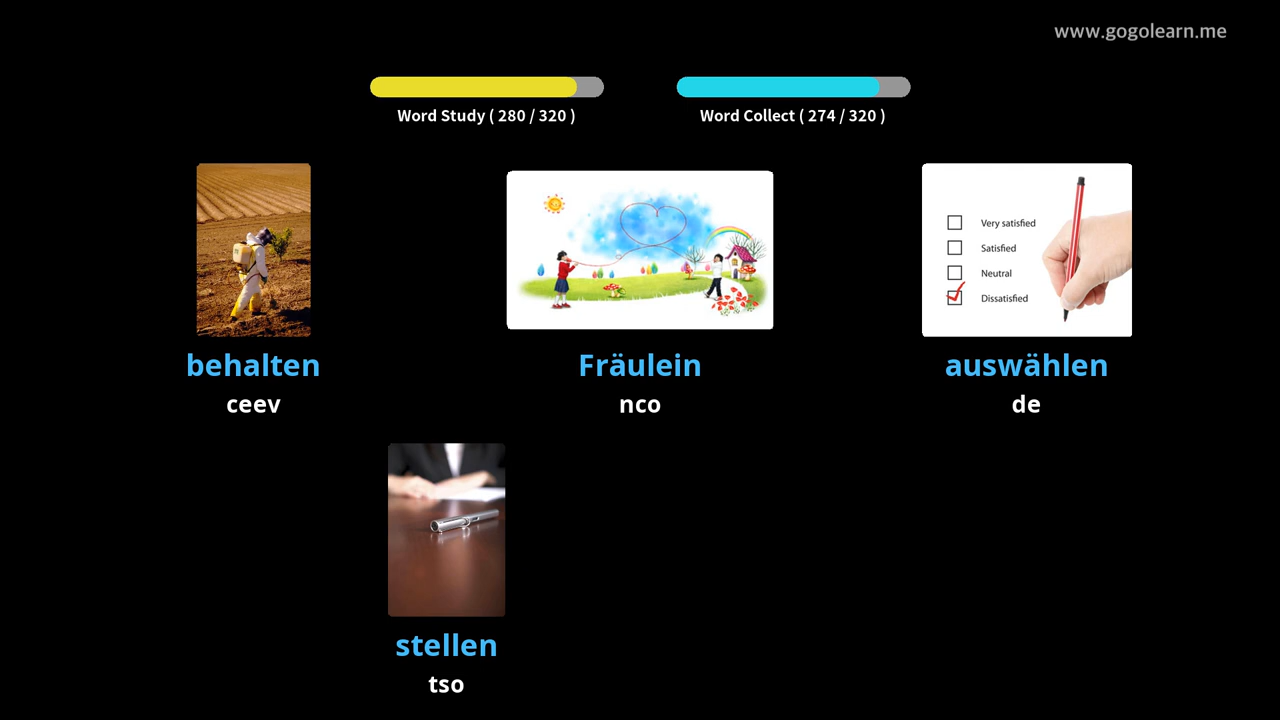 www.gogolearn.me
Word Study ( 280 / 320 )
Word Collect ( 274 / 320 )
Very satisfied
Satisfied
Neutral
Dissatisfied
behalten
Fräulein
auswählen
ceev
nco
de
stellen
tso